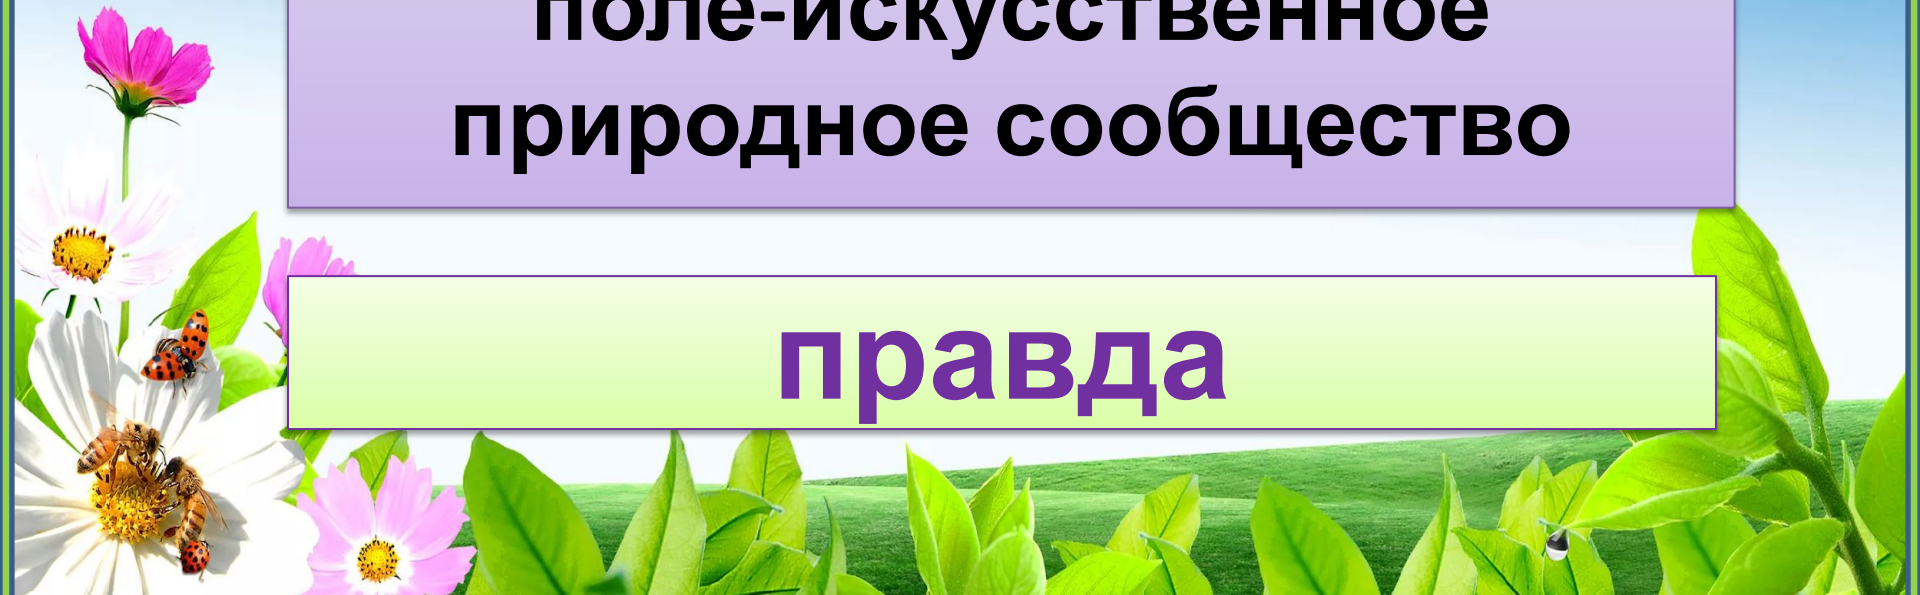 поле-искусственное
природное сообщество
правда